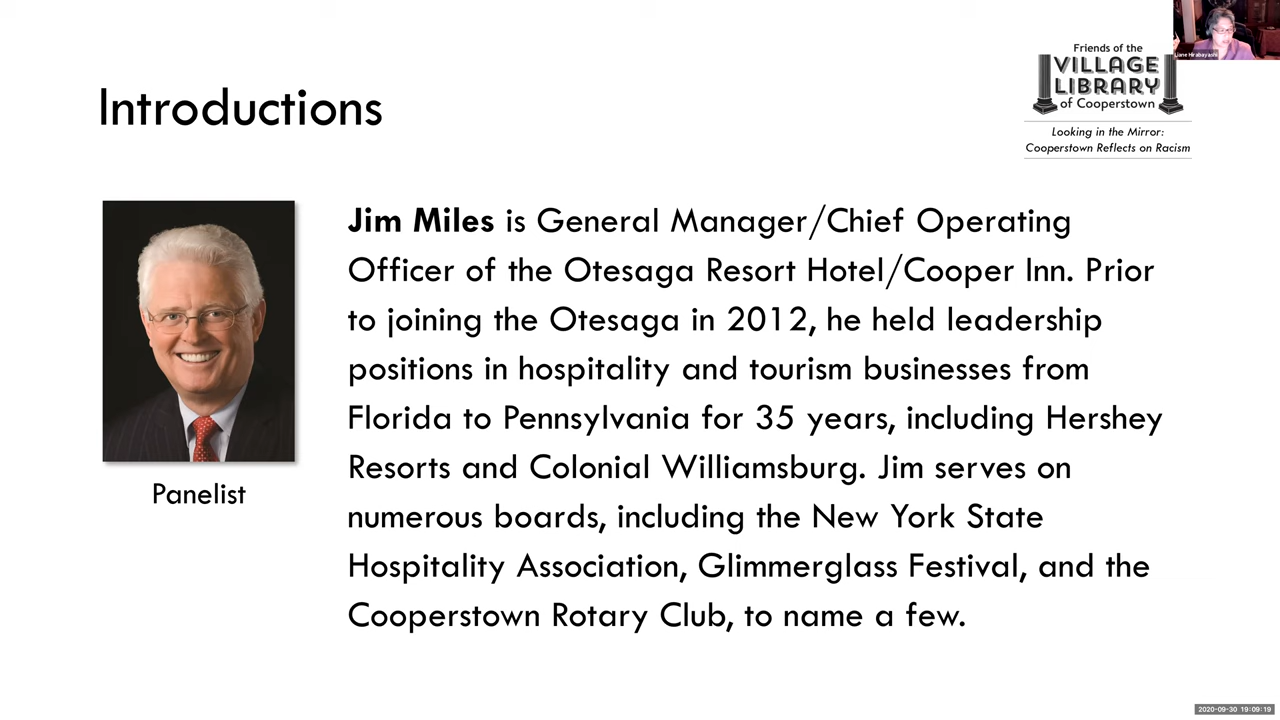 Introductions
Friends of the
VILLAGE
LIBRARY
of Cooperstown
Looking in the Mirror:
Cooperstown Reflects on Racism
Jane Hirabayashi
Jim Miles is General Manager/Chief Operating
Officer of the Otesaga Resort Hotel/Cooper Inn. Prior
to joining the Otesaga in 2012, he held leadership
positions in hospitality and tourism businesses from
Florida to Pennsylvania for 35 years, including Hershey
Resorts and Colonial Williamsburg. Jim serves on
numerous boards, including the New York State
Hospitality Association, Glimmerglass Festival, and the
Cooperstown Rotary Club, to name a few.
Panelist
2020-09-30 19:09:19